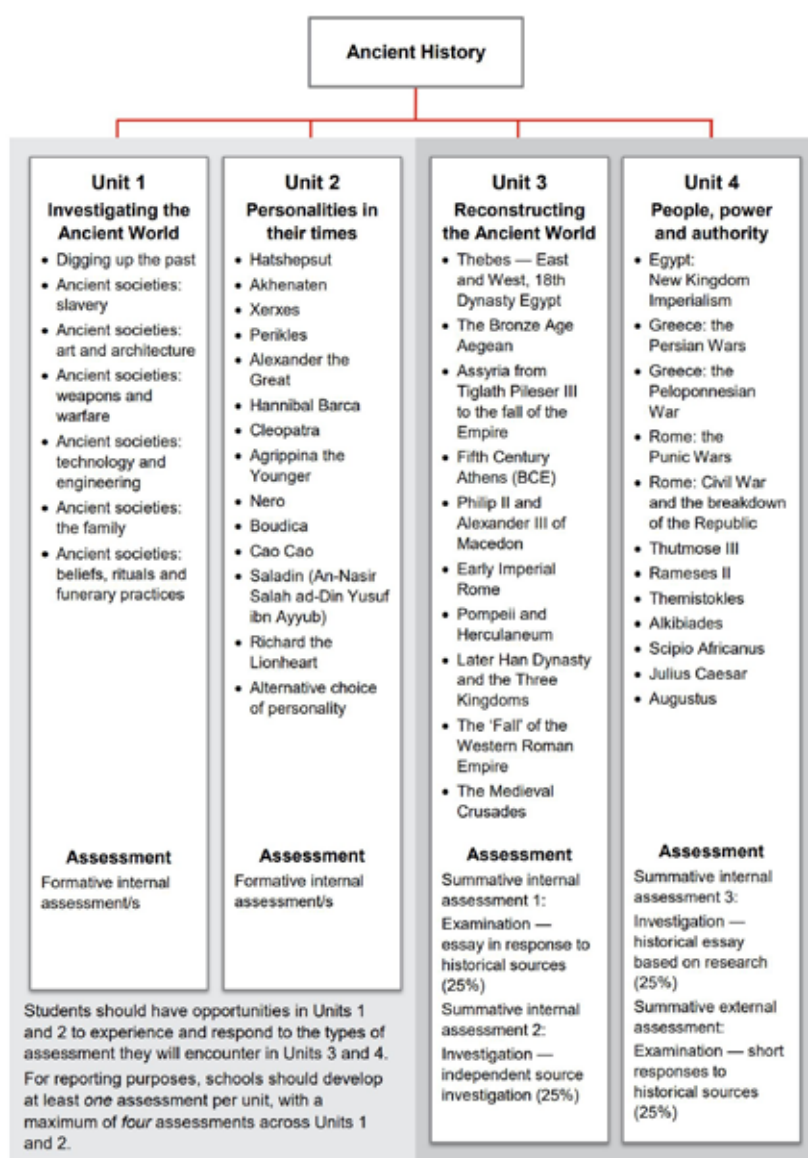 Ancient History
Unit 1
Investigating the
Ancient World
• Digging up the past
• Ancient societies:
slavery
• Ancient societies:
art and architecture
• Ancient societies:
weapons and
warfare
• Ancient societies:
technology and
engineering
• Ancient societies:
the family
• Ancient societies:
beliefs, rituals and
funerary practices
Assessment
Formative internal
assessment/s
Unit 2
Personalities in
their times
• Hatshepsut
• Akhenaten
• Xerxes
• Perikles
• Alexander the
Great
• Hannibal Barca
• Cleopatra
• Agrippina the
Younger
• Nero
• Boudica
• Cao Cao
• Saladin (An-Nasir
Salah ad-Din Yusuf
ibn Ayyub)
• Richard the
Lionheart
• Alternative choice
of personality
Assessment
Formative internal
assessment/s
Unit 3
Reconstructing
the Ancient World
• Thebes — East
and West, 18th
Dynasty Egypt
• The Bronze Age
Aegean
• Assyria from
Tiglath Pileser III
to the fall of the
Empire
• Fifth Century
Athens (BCE)
• Philip II and
Alexander III of
Macedon
• Early Imperial
Rome
• Pompeii and
Herculaneum
• Later Han Dynasty
and the Three
Kingdoms
• The ‘Fall’ of the
Western Roman
Empire
• The Medieval
Crusades
Assessment
Summative internal
assessment 1:
Examination —
essay in response to
historical sources
(25%)
Summative internal
assessment 2:
Investigation —
independent source
investigation (25%)
Unit 4
People, power
and authority
• Egypt:
New Kingdom
Imperialism
• Greece: the
Persian Wars
• Greece: the
Peloponnesian
War
• Rome: the
Punic Wars
• Rome: Civil War
and the breakdown
of the Republic
• Thutmose III
• Rameses II
• Themistokles
• Alkibiades
• Scipio Africanus
• Julius Caesar
• Augustus
Assessment
Summative internal
assessment 3:
Investigation —
historical essay
based on research
(25%)
Summative external
assessment:
Examination — short
responses to
historical sources
(25%)
Students should have opportunities in Units 1
and 2 to experience and respond to the types of
assessment they will encounter in Units 3 and 4.
For reporting purposes, schools should develop
at least one assessment per unit, with a
maximum of four assessments across Units 1
and 2.